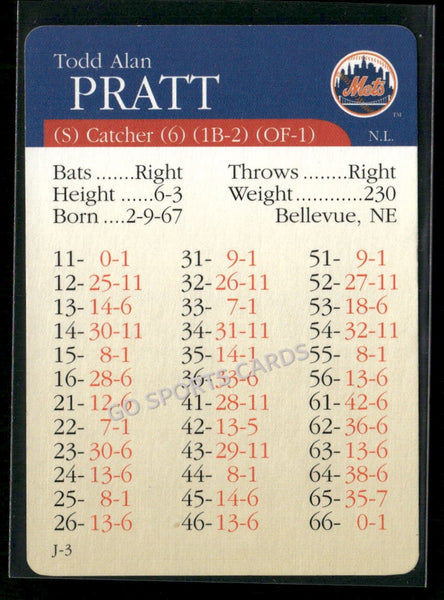 Todd Alan
PRATT
Mets
TM
(S) Catcher (6) (1B-2) (OF-1) N.L.
Bats .......Right Throws ........Right
Height ......6-3 Weight............230
Born ....2-9-67 Bellevue, NE
11- 0-1 31- 9-1 51- 9-1
12- 25-11 32- 26-11 52- 27-11
13- 14-6 33- 7-1 53- 18-6
14- 30-11 34- 31-11 54- 32-11
15- 8-1 35- 14-1 55- 8-1
16- 28-6 36- 13-6 56- 13-6
21- 12-6 41- 28-11 61- 42-6
22- 7-1 42- 13-5 62- 36-6
23- 30-6 43- 29-11 63- 13-6
24- 13-6 44- 8-1 64- 38-6
25- 8-1 45- 14-6 65- 35-7
26- 13-6 46- 13-6 66- 0-1
GO SPORTS CARDS
J-3